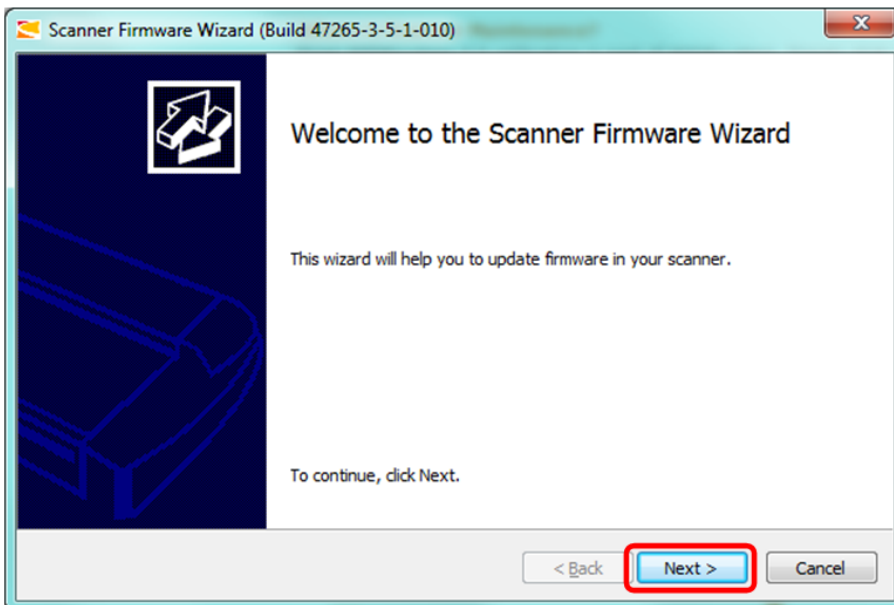 Scanner Firmware Wizard (Build 47265-3-5-1-010)
Welcome to the Scanner Firmware Wizard
This wizard will help you to update firmware in your scanner.
To continue, click Next.
< Back
Next >
Cancel